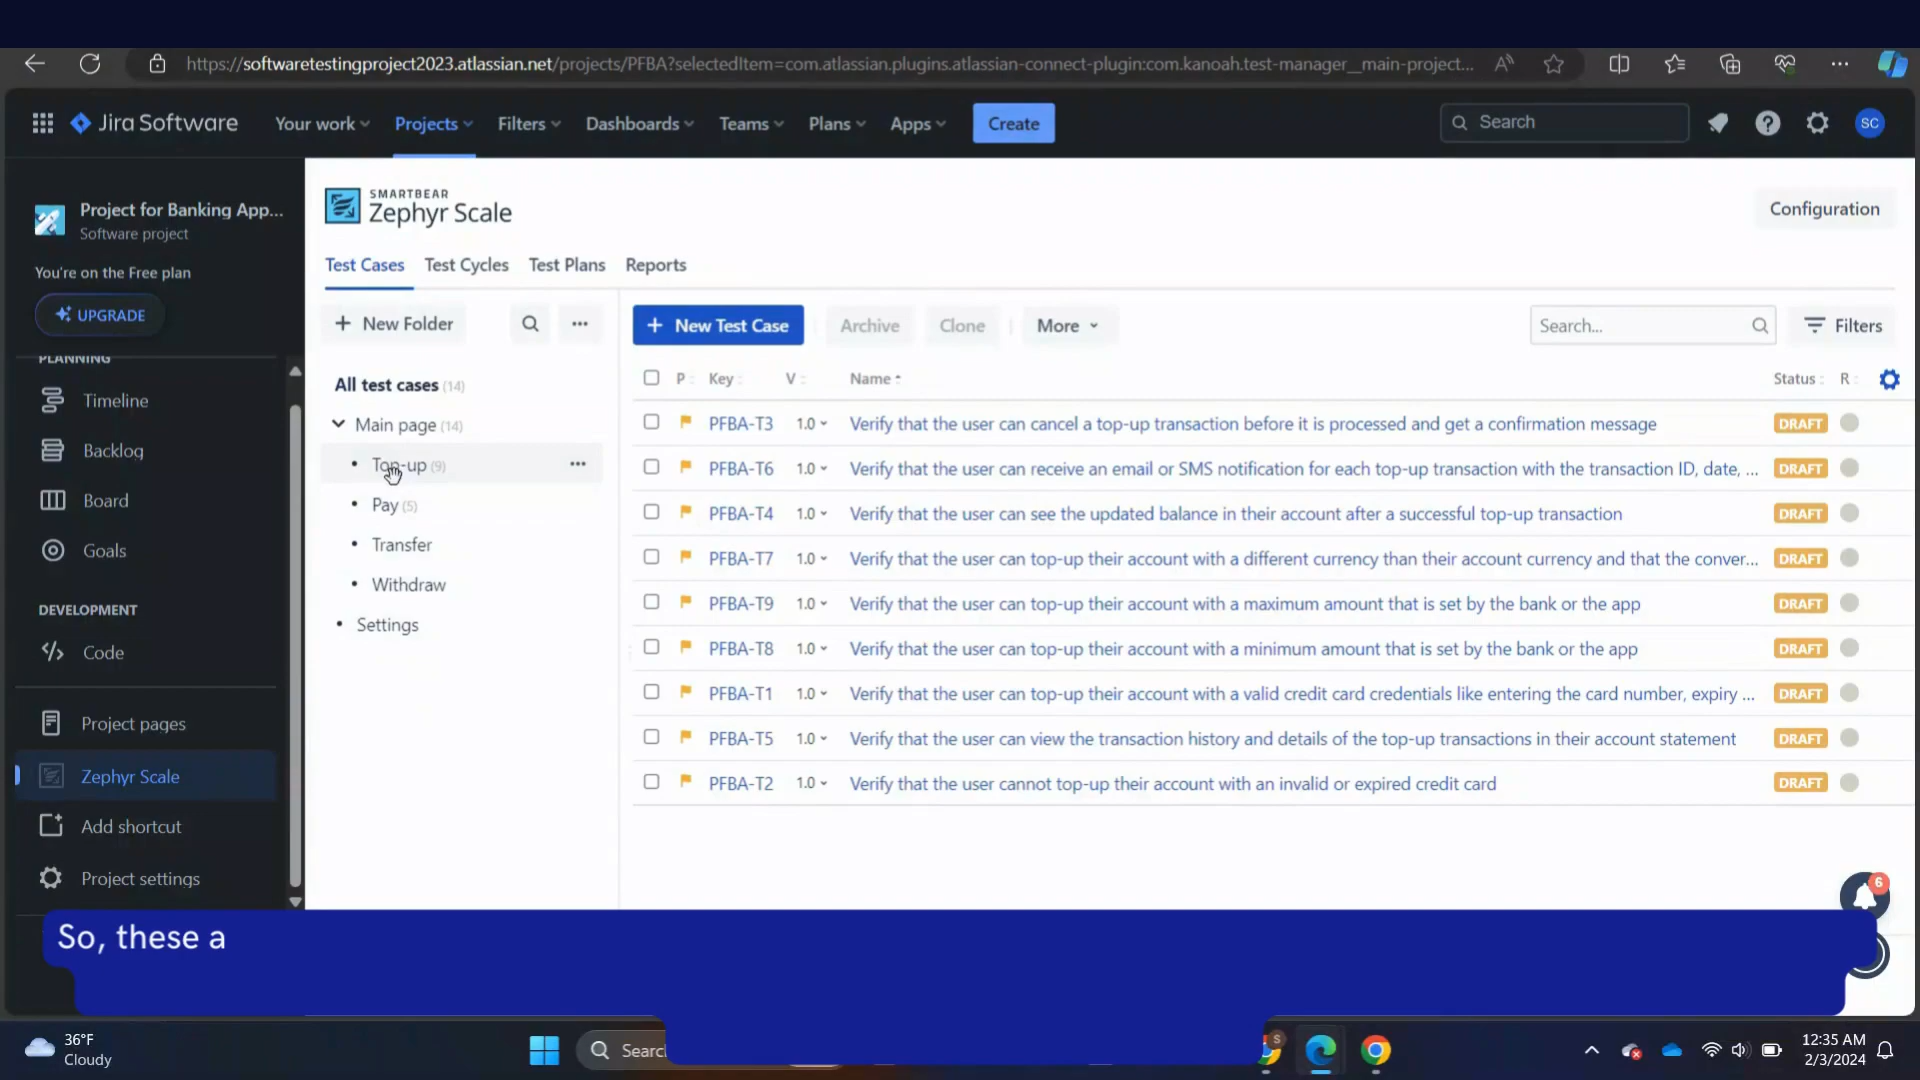 https://softwaretestingproject2023.atlassian.net/projects/PFBA?selectedItem=com.atlassian.plugins.atlassian-connect-plugin:com.kanoah.test-manager__main-project...
Jira Software
Your work
Projects
Filters
Dashboards
Teams
Plans
Apps
Create
Search
SC
Project for Banking App...
Software project
You're on the Free plan
UPGRADE
PLANNING
Timeline
Backlog
Board
Goals
DEVELOPMENT
Code
Project pages
Zephyr Scale
Add shortcut
Project settings
SMARTBEAR
Zephyr Scale
Configuration
Test Cases Test Cycles Test Plans Reports
+ New Folder
...
+ New Test Case
Archive
Clone
More
Search...
Filters
All test cases (14)
Main page (14)
• Top-up (9) ...
• Pay (5)
• Transfer
• Withdraw
• Settings
P Key V Name Status R
PFBA-T3 1.0 Verify that the user can cancel a top-up transaction before it is processed and get a confirmation message DRAFT
PFBA-T6 1.0 Verify that the user can receive an email or SMS notification for each top-up transaction with the transaction ID, date, ... DRAFT
PFBA-T4 1.0 Verify that the user can see the updated balance in their account after a successful top-up transaction DRAFT
PFBA-T7 1.0 Verify that the user can top-up their account with a different currency than their account currency and that the conver... DRAFT
PFBA-T9 1.0 Verify that the user can top-up their account with a maximum amount that is set by the bank or the app DRAFT
PFBA-T8 1.0 Verify that the user can top-up their account with a minimum amount that is set by the bank or the app DRAFT
PFBA-T1 1.0 Verify that the user can top-up their account with a valid credit card credentials like entering the card number, expiry ... DRAFT
PFBA-T5 1.0 Verify that the user can view the transaction history and details of the top-up transactions in their account statement DRAFT
PFBA-T2 1.0 Verify that the user cannot top-up their account with an invalid or expired credit card DRAFT
6
So, these a
36°F
Cloudy
Search
S
12:35 AM
2/3/2024